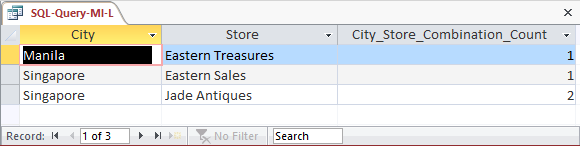 SQL-Query-MI-L
City Store City_Store_Combination_Count
Manila Eastern Treasures 1
Singapore Eastern Sales 1
Singapore Jade Antiques 2
Record: 1 of 3 No Filter Search